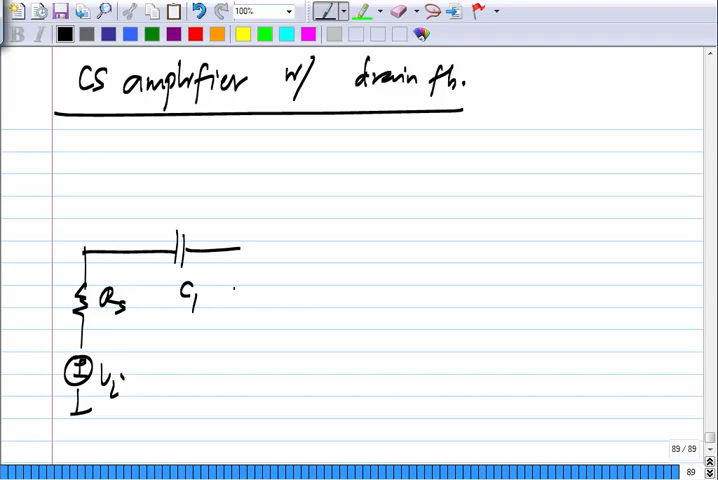 100%
CS amplifier w/ drain fb.
C1
Rs
Vi
89 / 89
89